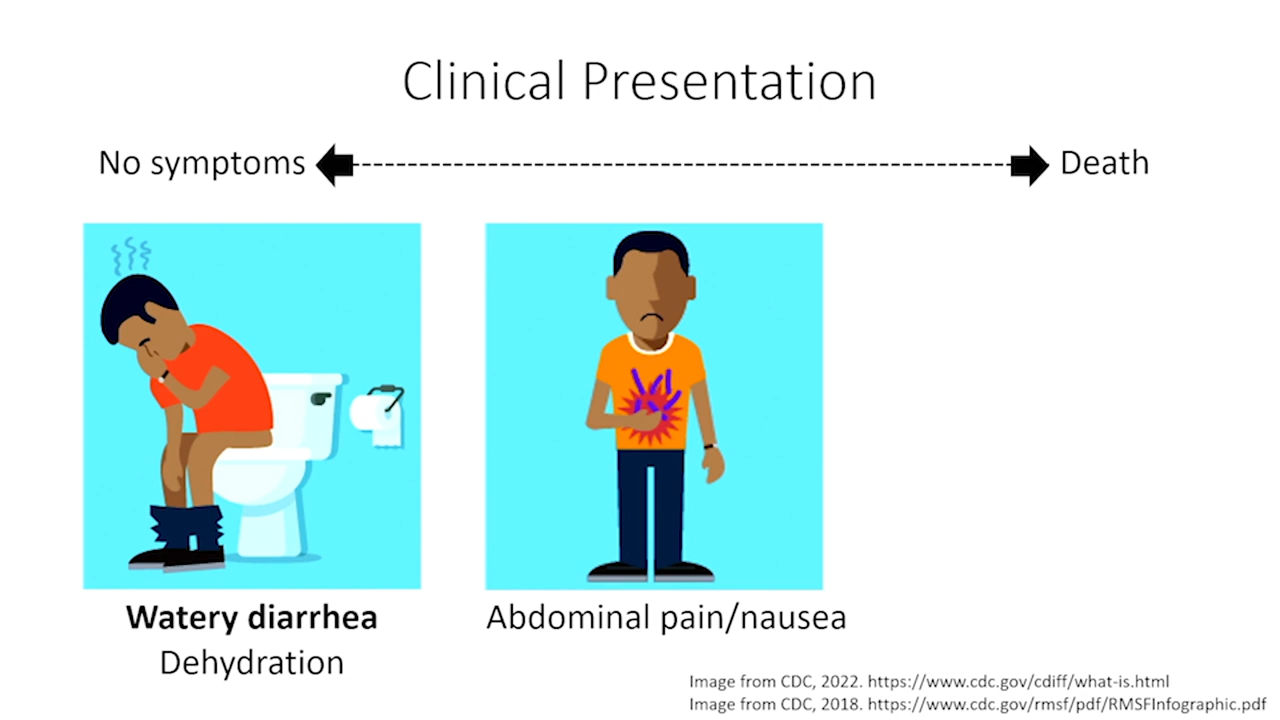 Clinical Presentation
No symptoms
Death
Watery diarrhea
Dehydration
Abdominal pain/nausea
Image from CDC, 2022. https://www.cdc.gov/cdiff/what-is.html
Image from CDC, 2018. https://www.cdc.gov/rmsf/pdf/RMSFInfographic.pdf